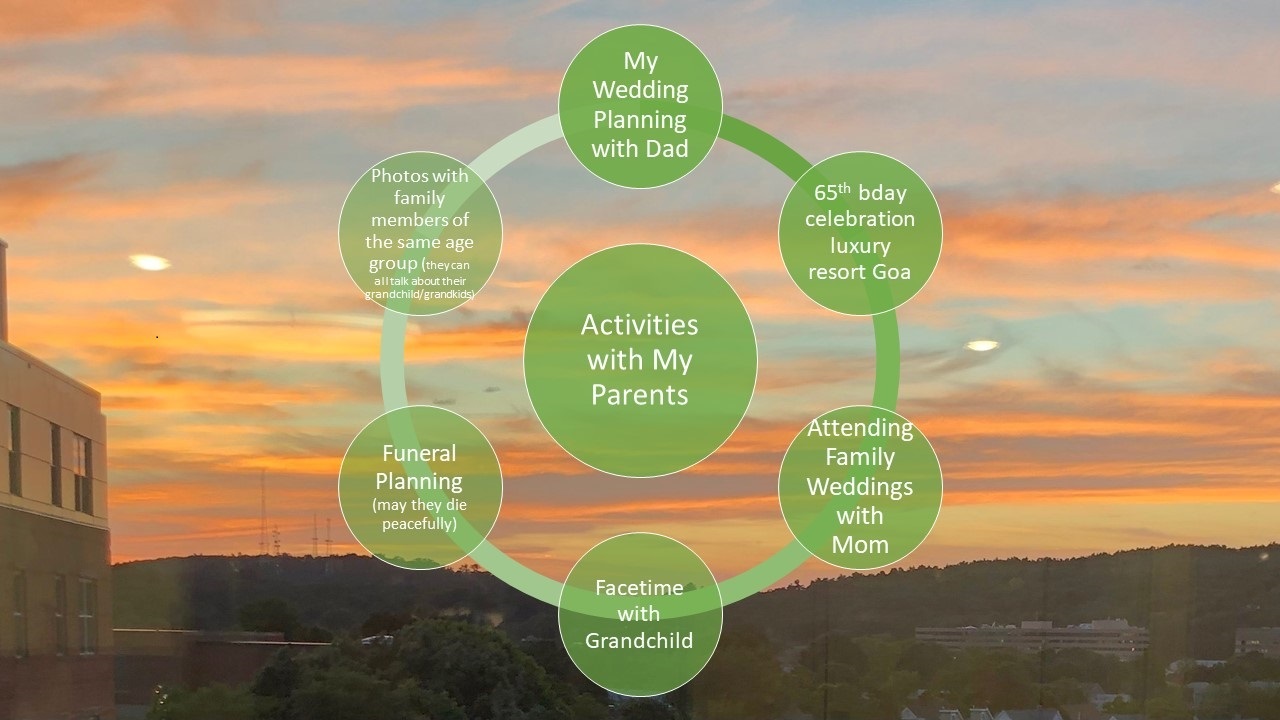 My
Wedding
Planning
with Dad
65th bday
celebration
luxury
resort Goa
Attending
Family
Weddings
with
Mom
Facetime
with
Grandchild
Funeral
Planning
(may they die
peacefully)
Photos with
family
members of
the same age
group (they can
all talk about their
grandchild/grandkids)
Activities
with My
Parents